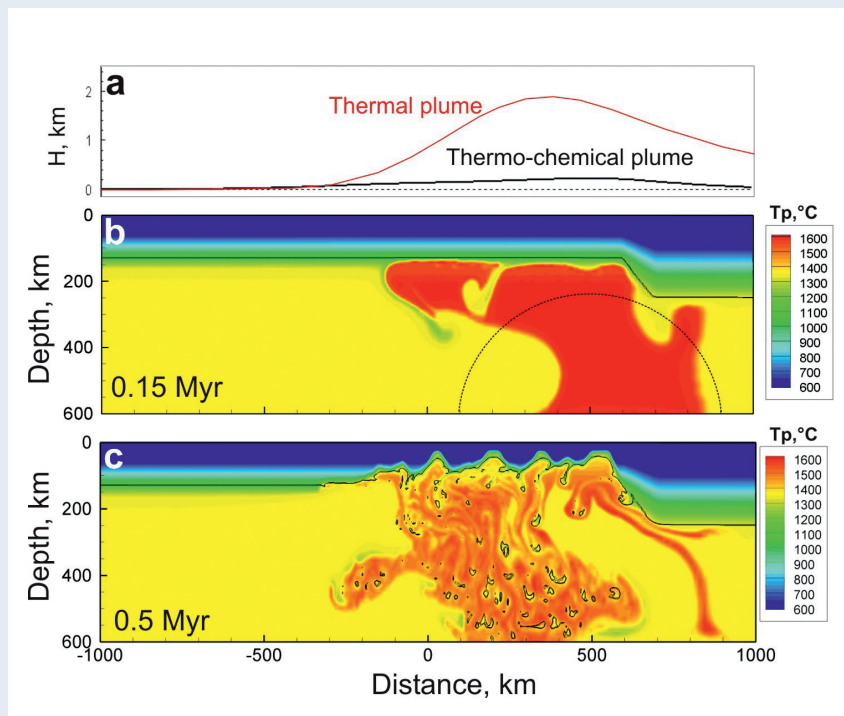 a
H, km
2
1
0
Thermal plume
Thermo-chemical plume
b
Depth, km
0
200
400
600
0.15 Myr
Tp,°C
1600
1500
1400
1300
1200
1100
1000
900
800
700
600
c
Depth, km
0
200
400
600
0.5 Myr
Tp,°C
1600
1500
1400
1300
1200
1100
1000
900
800
700
600
-1000 -500 0 500 1000
Distance, km